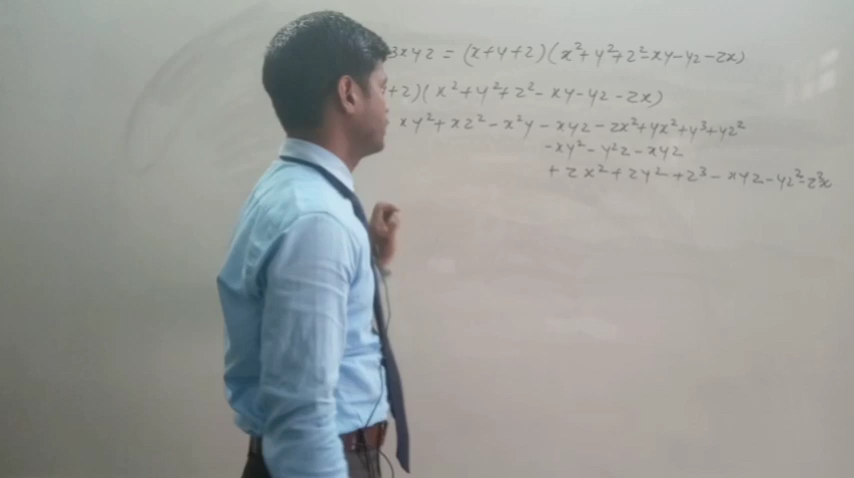 3xyz = (x+y+z)(x²+y²+z²-xy-yz-zx)
+z)(x²+y²+z²-xy-yz-zx)
xy²+xz²-x²y-xyz-zx²+yx²+y³+yz²
-xy²-y²z-xyz
+zx²+zy²+z³-xyz-yz²-z²x